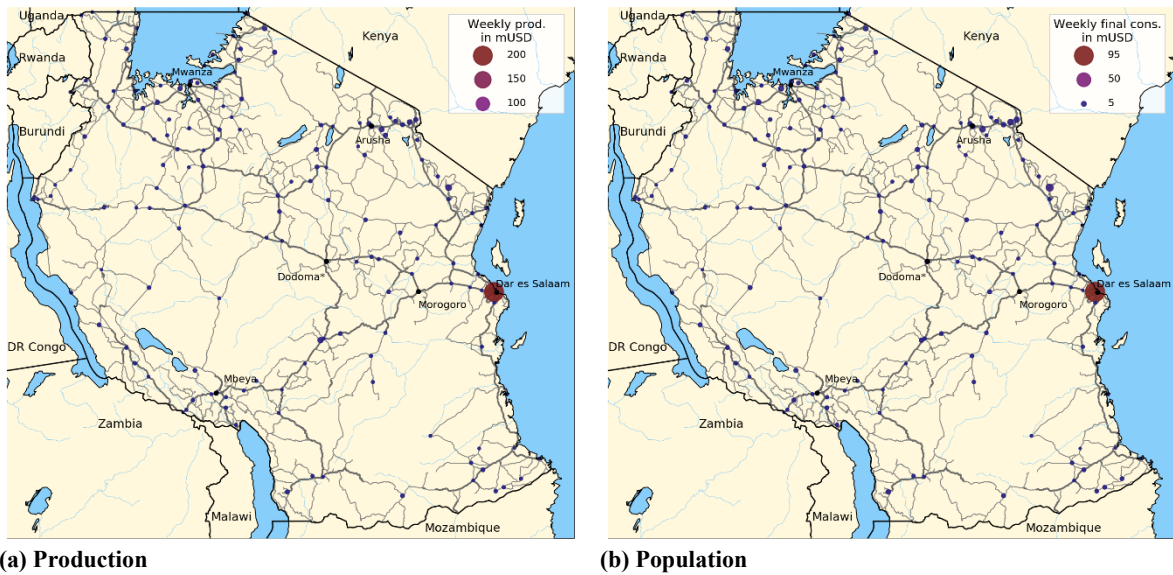 Uganda
Rwanda
Burundi
DR Congo
Zambia
Malawi
Mozambique
Kenya
Mwanza
Arusha
Dodoma*
Morogoro
Dar es Salaam
Mbeya
Weekly prod.
in mUSD
200
150
100
(a) Production
Uganda
Rwanda
Burundi
DR Congo
Zambia
Malawi
Mozambique
Kenya
Mwanza
Arusha
Dodoma*
Morogoro
Dar es Salaam
Mbeya
Weekly final cons.
in mUSD
95
50
5
(b) Population